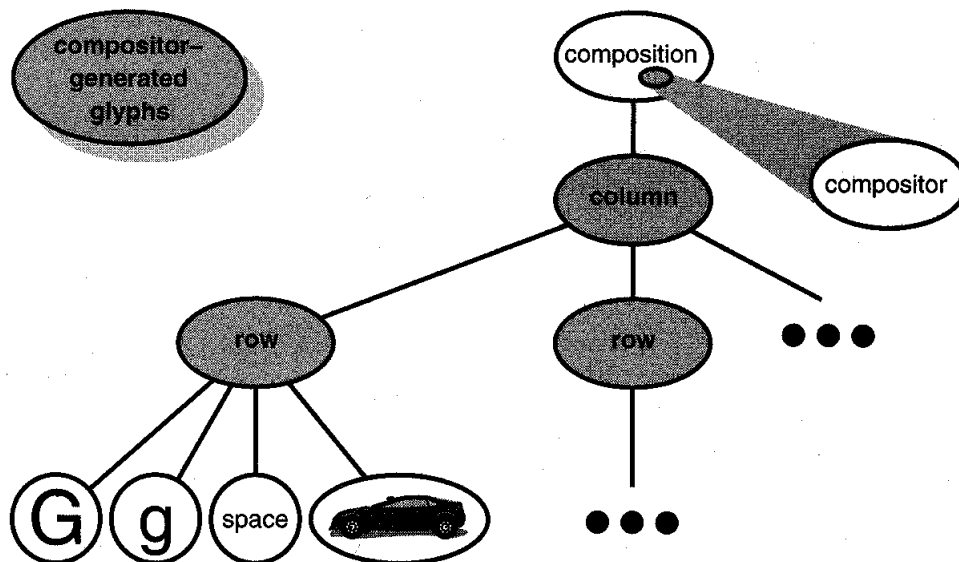 compositor–
generated
glyphs
composition
compositor
column
row
row
G
g
space